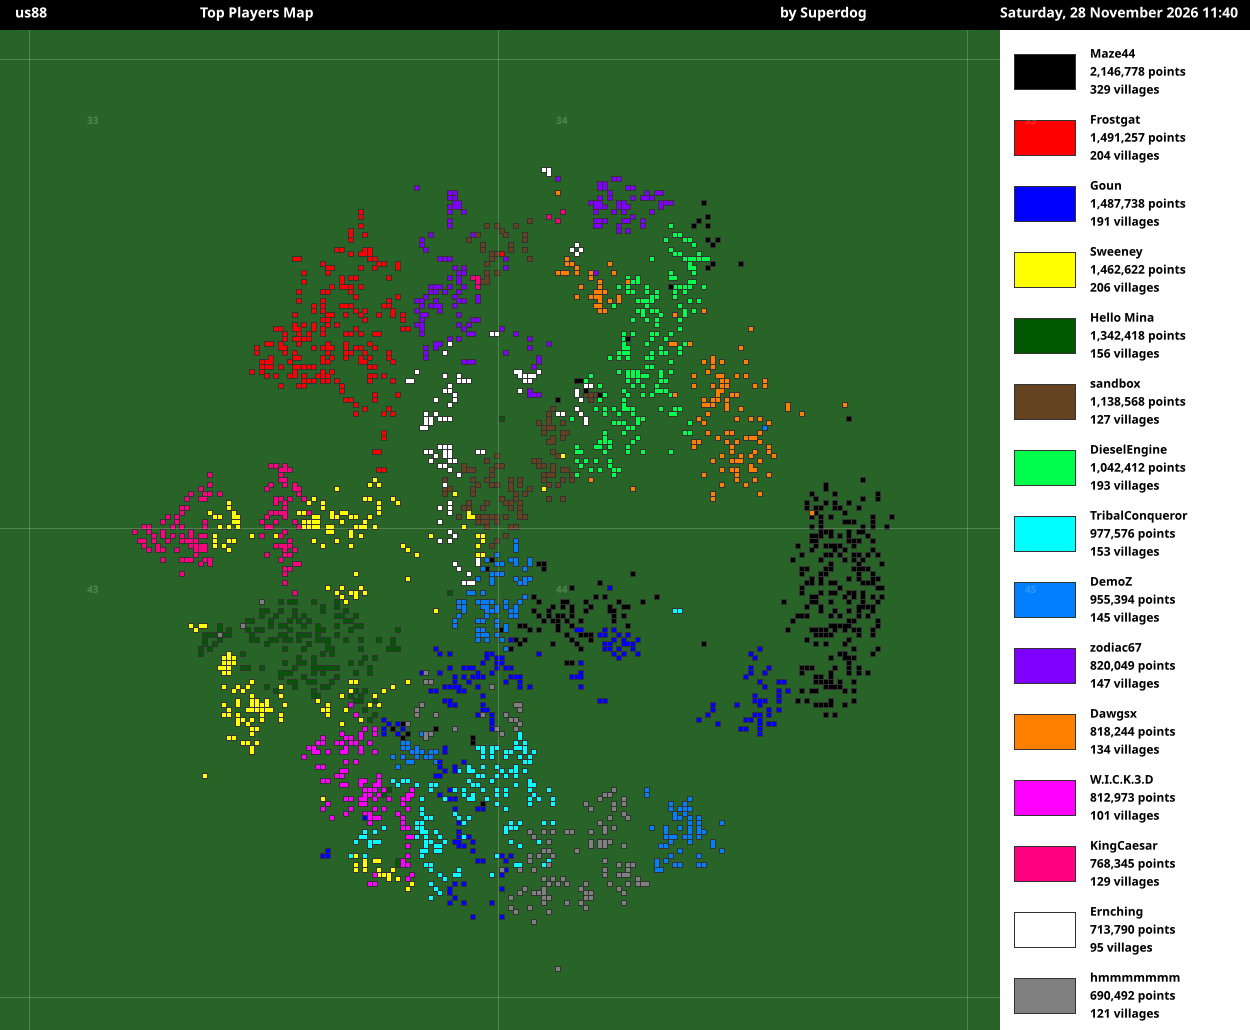 us88 Top Players Map by Superdog Saturday, 28 November 2026 11:40
33 34 35
43 44 45
Maze44
2,146,778 points
329 villages
Frostgat
1,491,257 points
204 villages
Goun
1,487,738 points
191 villages
Sweeney
1,462,622 points
206 villages
Hello Mina
1,342,418 points
156 villages
sandbox
1,138,568 points
127 villages
DieselEngine
1,042,412 points
193 villages
TribalConqueror
977,576 points
153 villages
DemoZ
955,394 points
145 villages
zodiac67
820,049 points
147 villages
Dawgsx
818,244 points
134 villages
W.I.C.K.3.D
812,973 points
101 villages
KingCaesar
768,345 points
129 villages
Ernching
713,790 points
95 villages
hmmmmmmm
690,492 points
121 villages